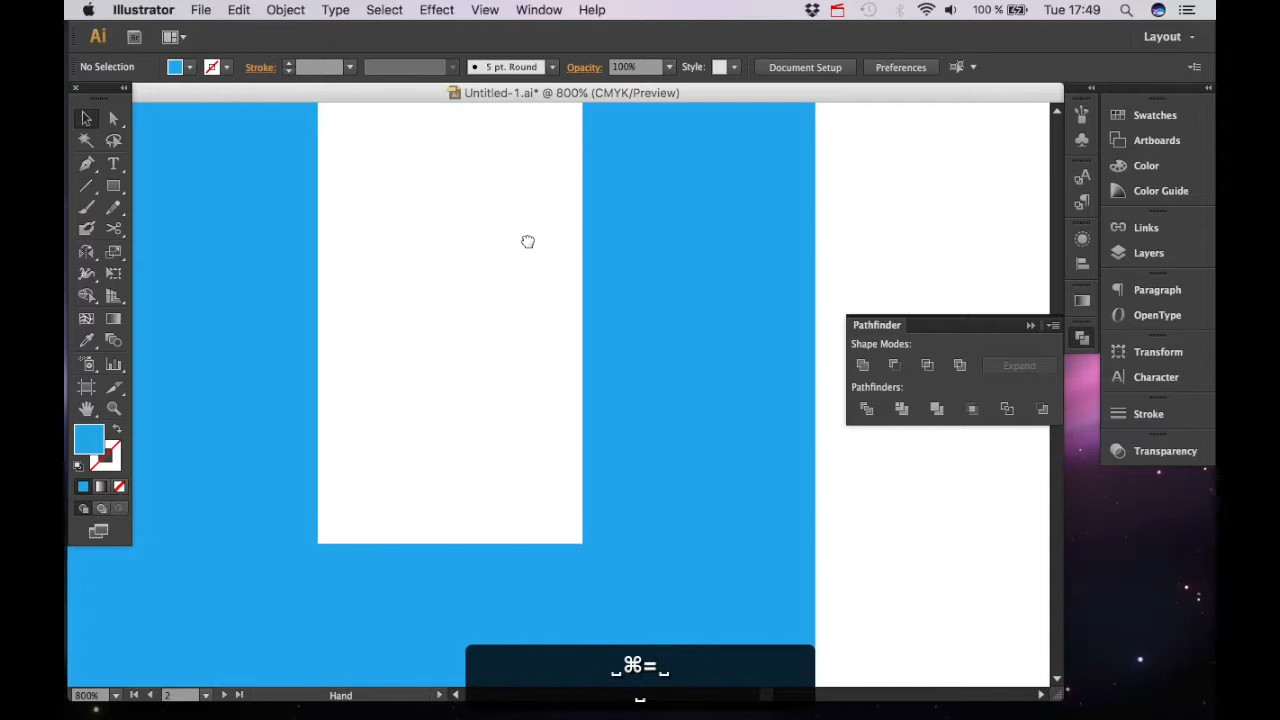 Illustrator File Edit Object Type Select Effect View Window Help 100 % Tue 17:49
Ai Br Layout
No Selection Stroke: 5 pt. Round Opacity: 100% Style: Document Setup Preferences
Untitled-1.ai* @ 800% (CMYK/Preview)
Swatches
Artboards
Color
Color Guide
Links
Layers
Paragraph
OpenType
Transform
Character
Stroke
Transparency
Pathfinder
Shape Modes:
Expand
Pathfinders:
␣⌘=␣
␣
800% 2 Hand